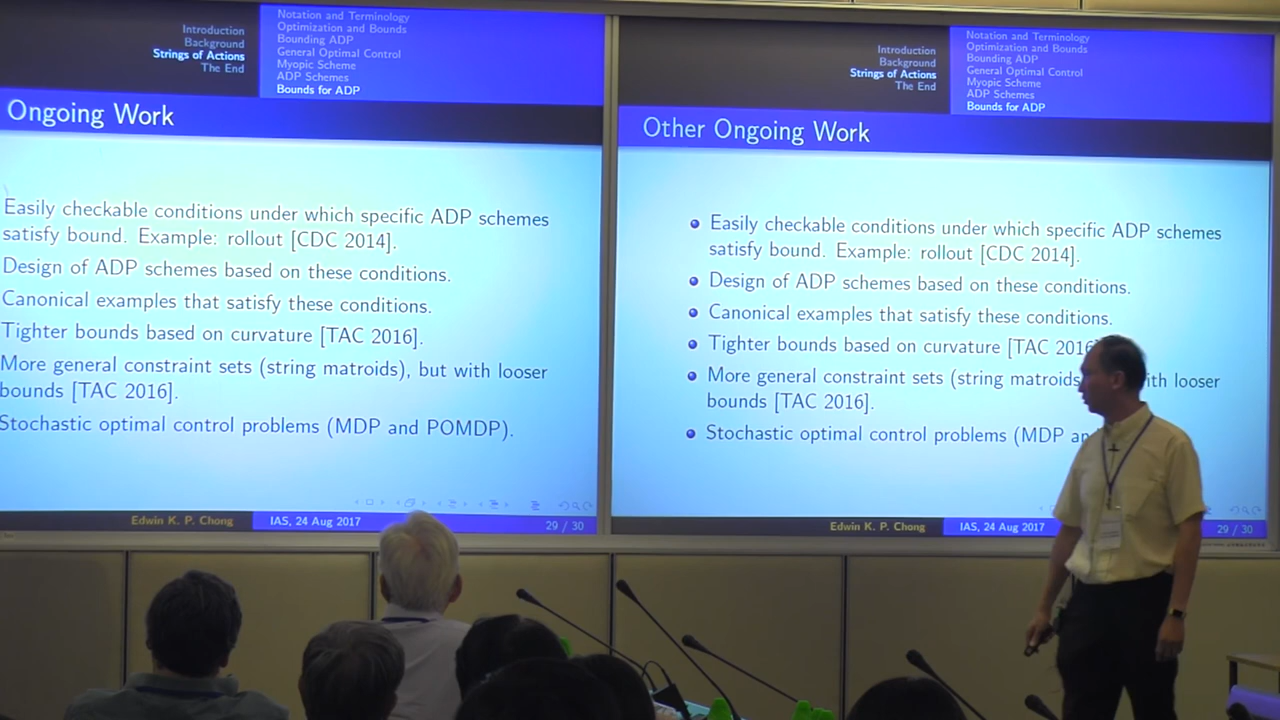 Introduction
Background
Strings of Actions
The End
Notation and Terminology
Optimization and Bounds
Bounding ADP
General Optimal Control
Myopic Scheme
ADP Schemes
Bounds for ADP
Ongoing Work
Easily checkable conditions under which specific ADP schemes
satisfy bound. Example: rollout [CDC 2014].
Design of ADP schemes based on these conditions.
Canonical examples that satisfy these conditions.
Tighter bounds based on curvature [TAC 2016].
More general constraint sets (string matroids), but with looser
bounds [TAC 2016].
Stochastic optimal control problems (MDP and POMDP).
Edwin K. P. Chong
IAS, 24 Aug 2017
29 / 30
Introduction
Background
Strings of Actions
The End
Notation and Terminology
Optimization and Bounds
Bounding ADP
General Optimal Control
Myopic Scheme
ADP Schemes
Bounds for ADP
Other Ongoing Work
Easily checkable conditions under which specific ADP schemes
satisfy bound. Example: rollout [CDC 2014].
Design of ADP schemes based on these conditions.
Canonical examples that satisfy these conditions.
Tighter bounds based on curvature [TAC 2016]
More general constraint sets (string matroids with looser
bounds [TAC 2016].
Stochastic optimal control problems (MDP an
Edwin K. P. Chong
IAS, 24 Aug 2017
29 / 30